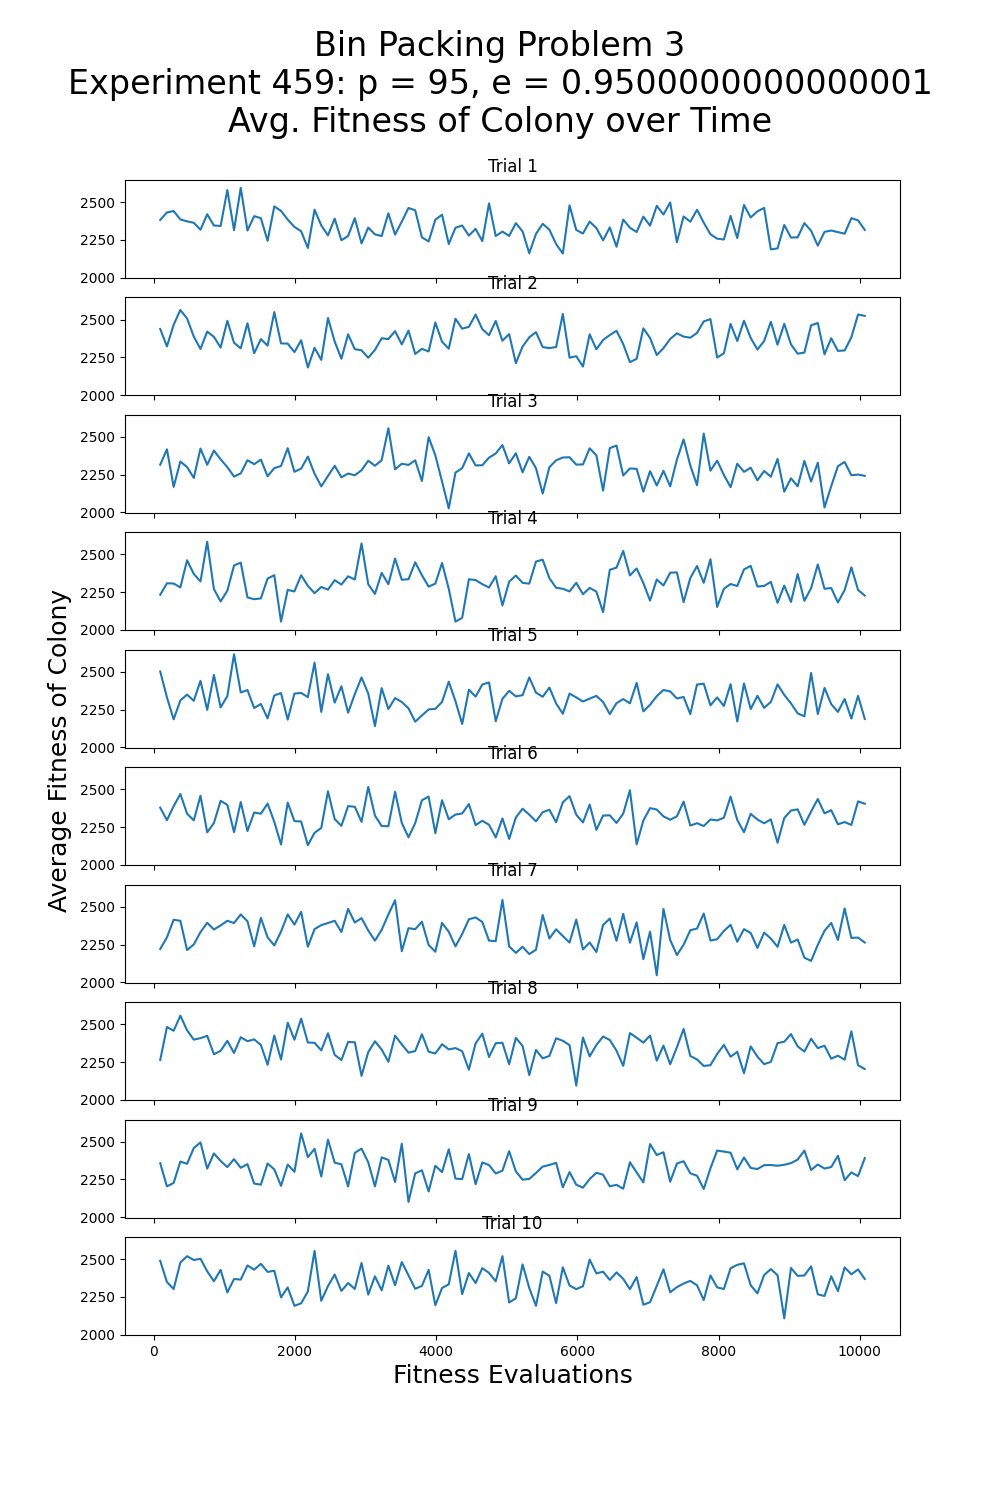 Bin Packing Problem 3
Experiment 459: p = 95, e = 0.9500000000000001
Avg. Fitness of Colony over Time
Trial 1
2500
2250
2000
Trial 2
2500
2250
2000
Trial 3
2500
2250
2000
Trial 4
2500
2250
2000
Trial 5
2500
2250
2000
Trial 6
2500
2250
2000
Trial 7
2500
2250
2000
Trial 8
2500
2250
2000
Trial 9
2500
2250
2000
Trial 10
2500
2250
2000
0 2000 4000 6000 8000 10000
Fitness Evaluations
Average Fitness of Colony